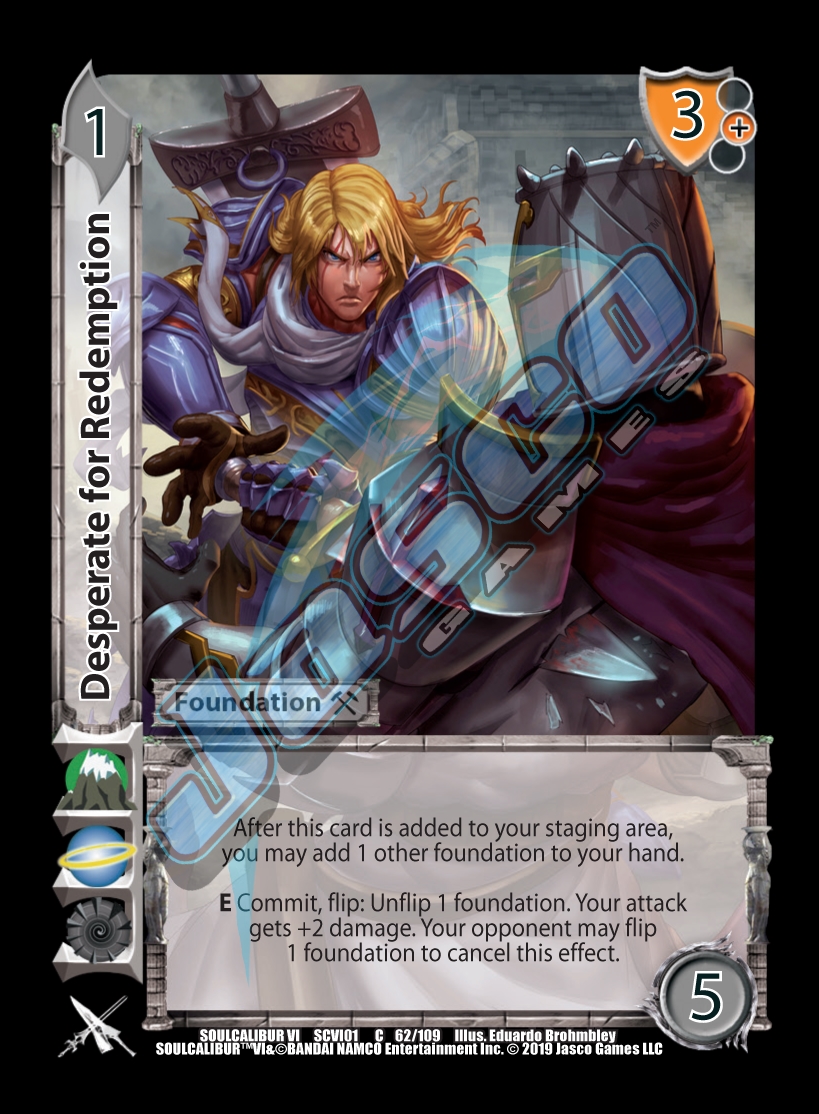 1
3
+
Desperate for Redemption
JASCO
GAMES
Foundation
After this card is added to your staging area,
you may add 1 other foundation to your hand.
E Commit, flip: Unflip 1 foundation. Your attack
gets +2 damage. Your opponent may flip
1 foundation to cancel this effect.
5
SOULCALIBUR VI SCVI01 C 62/109 Illus. Eduardo Brohmbley
SOULCALIBUR™VI&©BANDAI NAMCO Entertainment Inc. © 2019 Jasco Games LLC